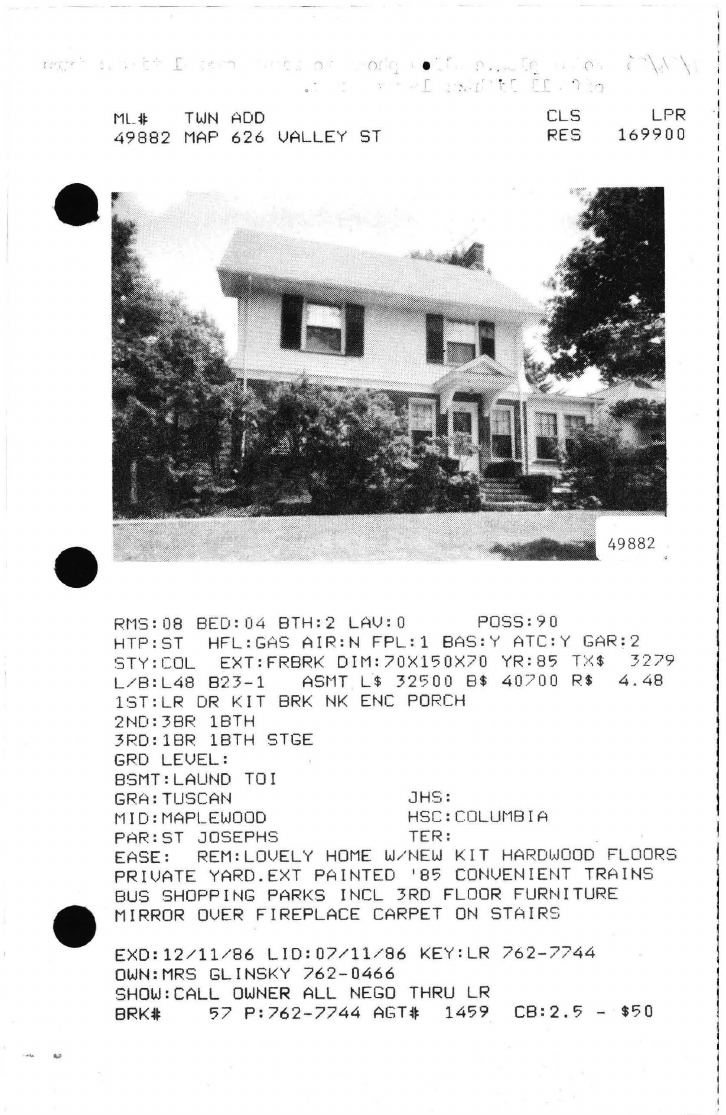 ML# TWN ADD CLS LPR
49882 MAP 626 VALLEY ST RES 169900
49882
RMS:08 BED:04 BTH:2 LAV:0 POSS:90
HTP:ST HFL:GAS AIR:N FPL:1 BAS:Y ATC:Y GAR:2
STY:COL EXT:FRBRK DIM:70X150X70 YR:85 TX$ 3279
L/B:L48 B23-1 ASMT L$ 32500 B$ 40700 R$ 4.48
1ST:LR DR KIT BRK NK ENC PORCH
2ND:3BR 1BTH
3RD:1BR 1BTH STGE
GRD LEVEL:
BSMT:LAUND TOI
GRA:TUSCAN JHS:
MID:MAPLEWOOD HSC:COLUMBIA
PAR:ST JOSEPHS TER:
EASE: REM:LOVELY HOME W/NEW KIT HARDWOOD FLOORS
PRIVATE YARD.EXT PAINTED '85 CONVENIENT TRAINS
BUS SHOPPING PARKS INCL 3RD FLOOR FURNITURE
MIRROR OVER FIREPLACE CARPET ON STAIRS
EXD:12/11/86 LID:07/11/86 KEY:LR 762-7744
OWN:MRS GLINSKY 762-0466
SHOW:CALL OWNER ALL NEGO THRU LR
BRK# 57 P:762-7744 AGT# 1459 CB:2.5 - $50